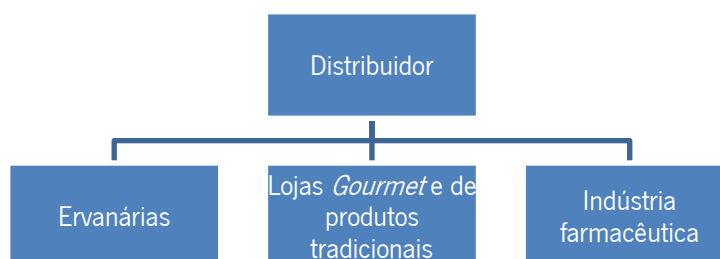 Distribuidor
Ervanárias
Lojas Gourmet e de
produtos
tradicionais
Indústria
farmacêutica